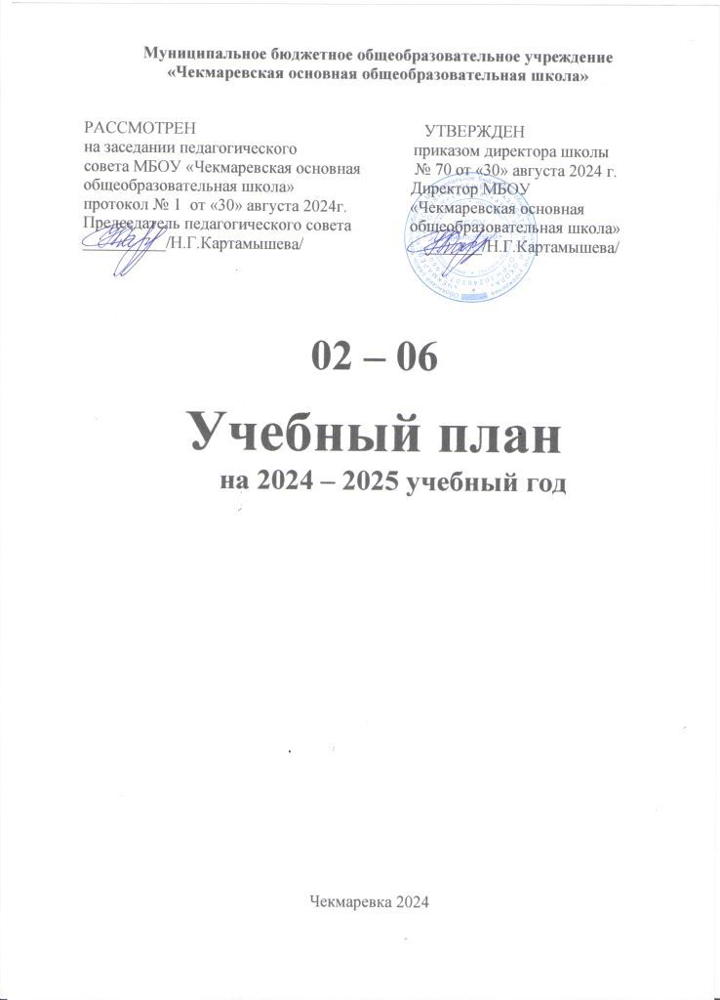 Муниципальное бюджетное общеобразовательное учреждение
«Чекмаревская основная общеобразовательная школа»
РАССМОТРЕН
на заседании педагогического
совета МБОУ «Чекмаревская основная
общеобразовательная школа»
протокол № 1 от «30» августа 2024г.
Председатель педагогического совета
__________/Н.Г.Картамышева/
УТВЕРЖДЕН
приказом директора школы
№ 70 от «30» августа 2024 г.
Директор МБОУ
«Чекмаревская основная
общеобразовательная школа»
_________/Н.Г.Картамышева/
02 – 06
Учебный план
на 2024 – 2025 учебный год
Чекмаревка 2024